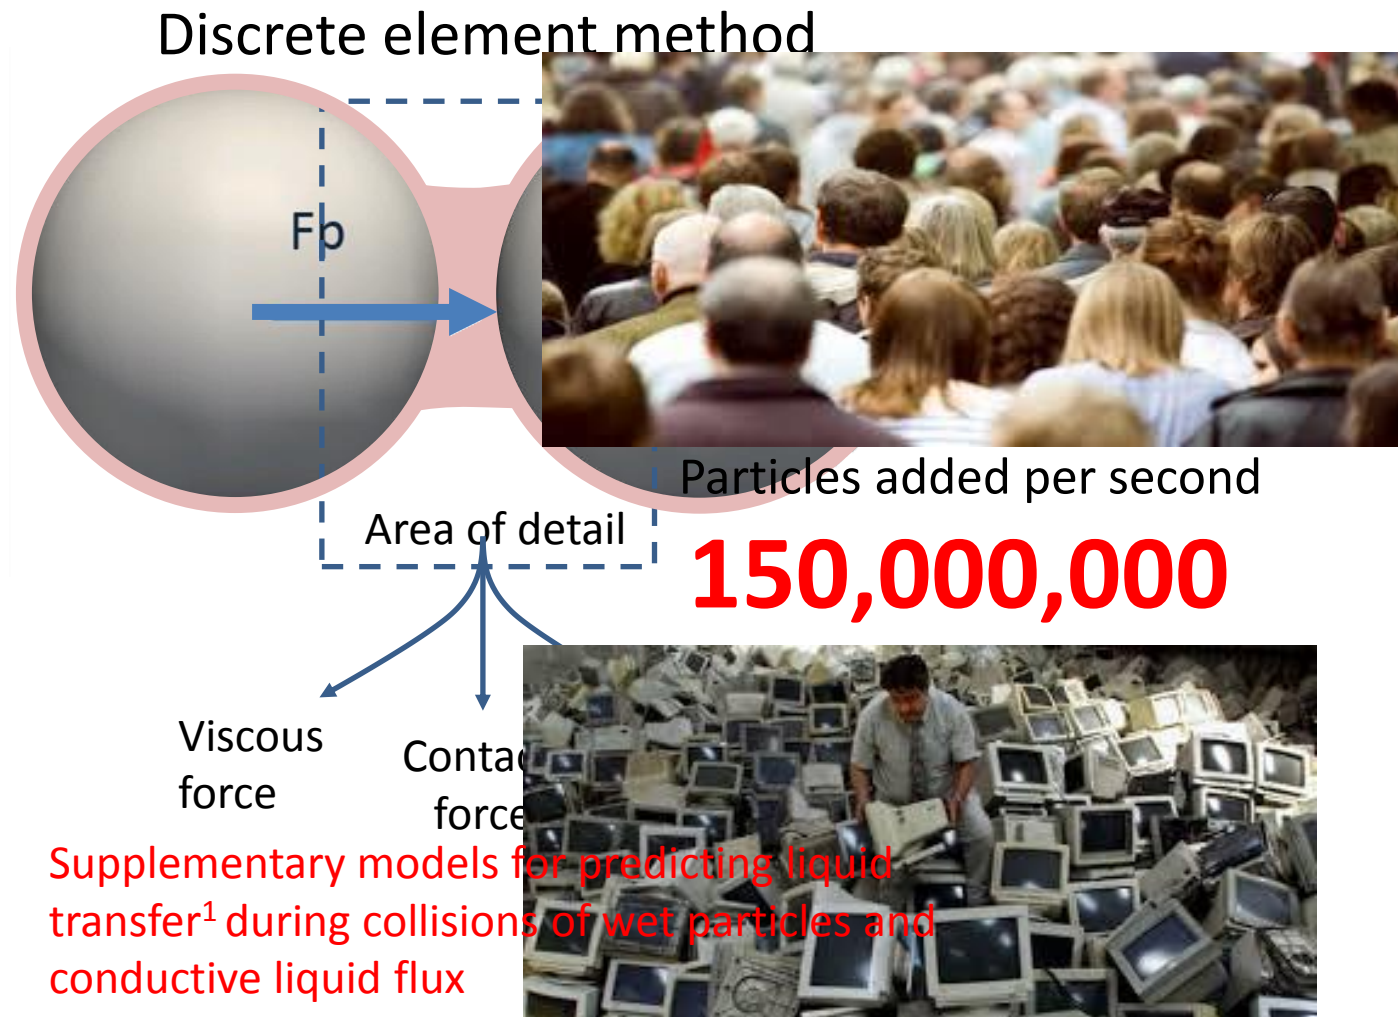 Discrete element method
Fb
Particles added per second
Area of detail
150,000,000
Viscous
force
Contac
force
Supplementary models for predicting liquid
transfer¹ during collisions of wet particles and
conductive liquid flux